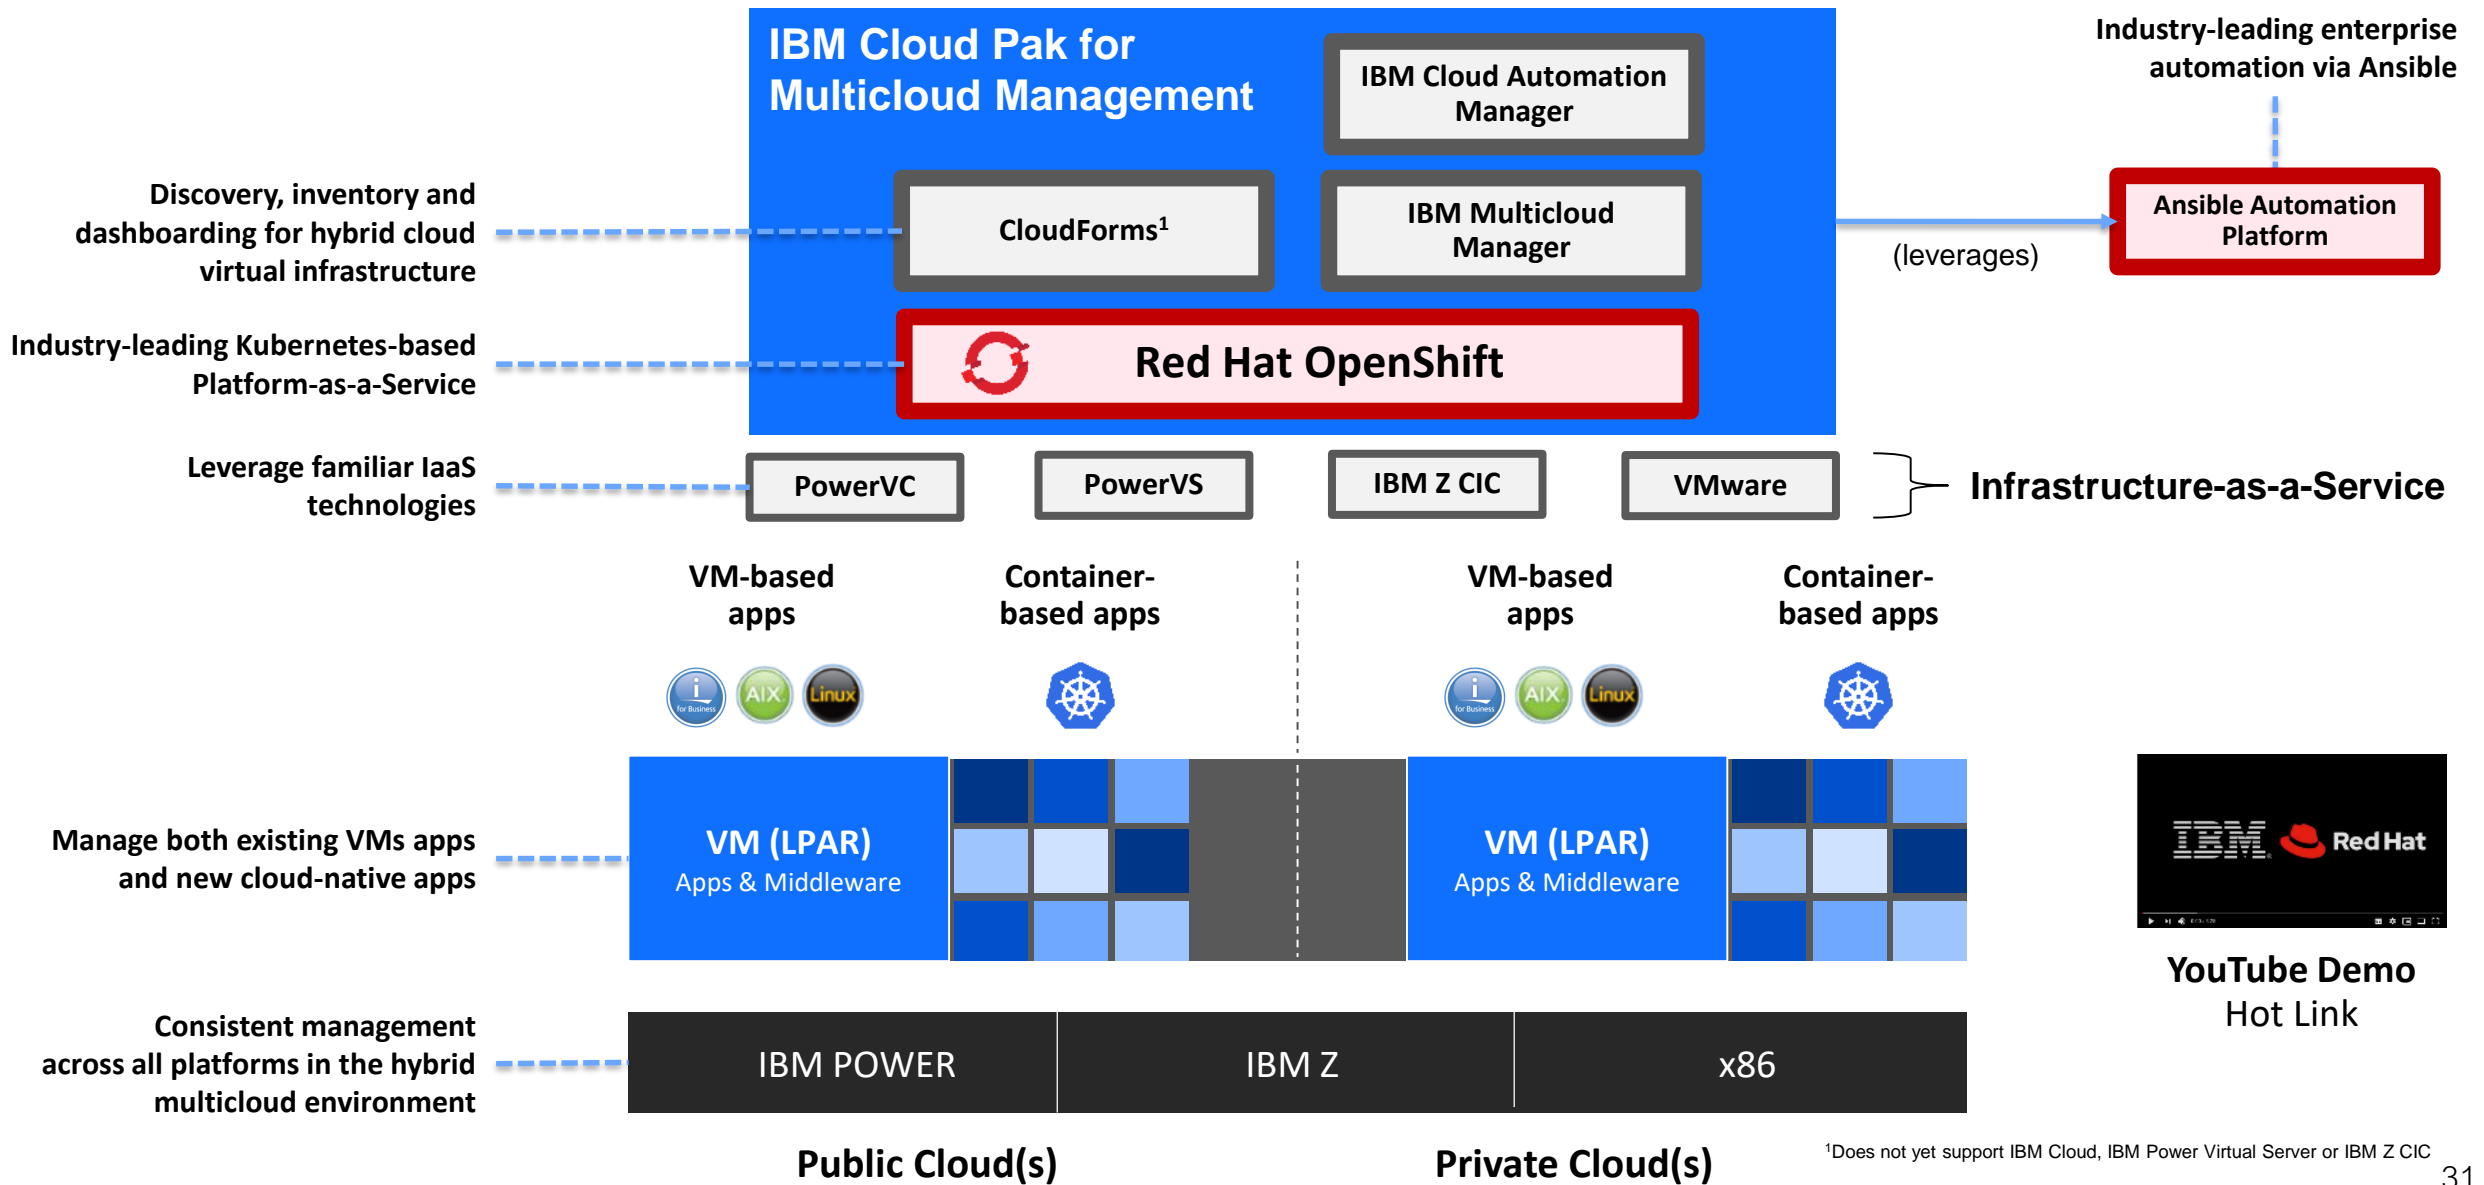 IBM Cloud Pak for
Multicloud Management
IBM Cloud Automation
Manager
Industry-leading enterprise
automation via Ansible
Discovery, inventory and
dashboarding for hybrid cloud
virtual infrastructure
CloudForms1
IBM Multicloud
Manager
(leverages)
Ansible Automation
Platform
Industry-leading Kubernetes-based
Platform-as-a-Service
Red Hat OpenShift
Leverage familiar IaaS
technologies
PowerVC
PowerVS
IBM Z CIC
VMware
Infrastructure-as-a-Service
VM-based
apps
Container-
based apps
VM-based
apps
Container-
based apps
i
for Business
AIX
Linux
i
for Business
AIX
Linux
Manage both existing VMs apps
and new cloud-native apps
VM (LPAR)
Apps & Middleware
VM (LPAR)
Apps & Middleware
IBM
Red Hat
YouTube Demo
Hot Link
Consistent management
across all platforms in the hybrid
multicloud environment
IBM POWER
IBM Z
x86
Public Cloud(s)
Private Cloud(s)
1Does not yet support IBM Cloud, IBM Power Virtual Server or IBM Z CIC
31